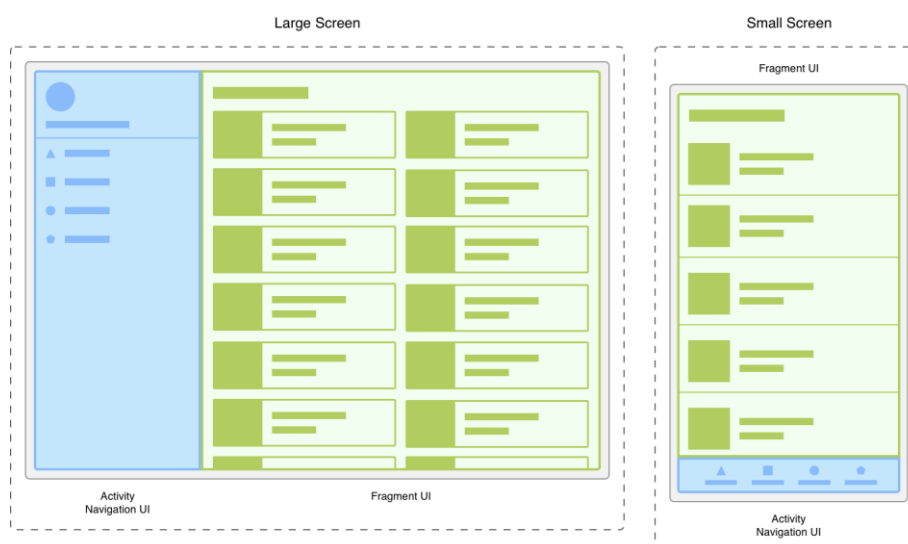 Large Screen
Small Screen
Fragment UI
Activity
Navigation UI
Fragment UI
Activity
Navigation UI